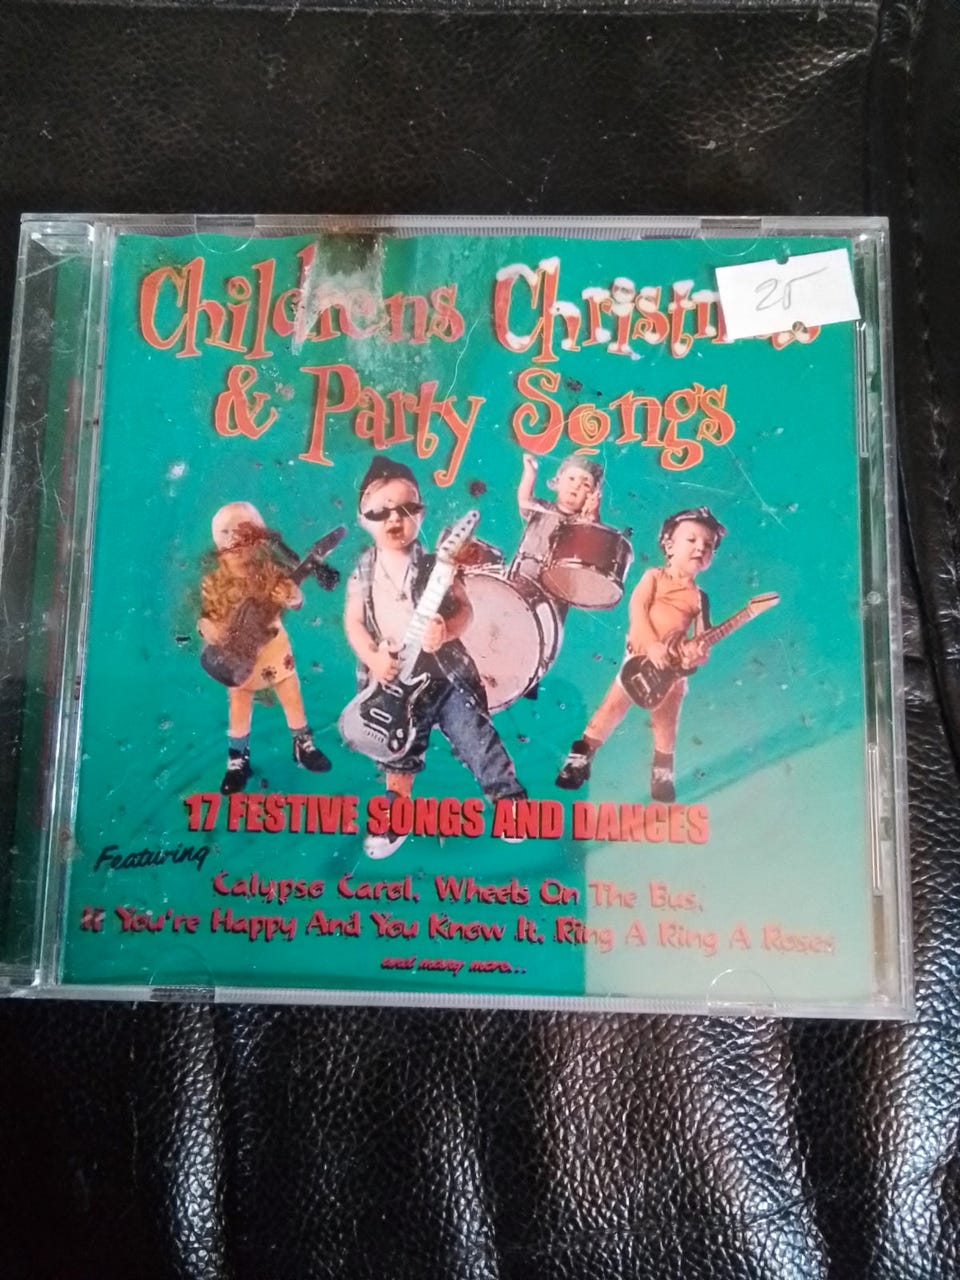 Childrens Christmas
25
& Party Songs
17 FESTIVE SONGS AND DANCES
Featuring
Calypso Carol, Wheels On The Bus,
If You're Happy And You Know It, Ring A Ring A Roses
and many more...